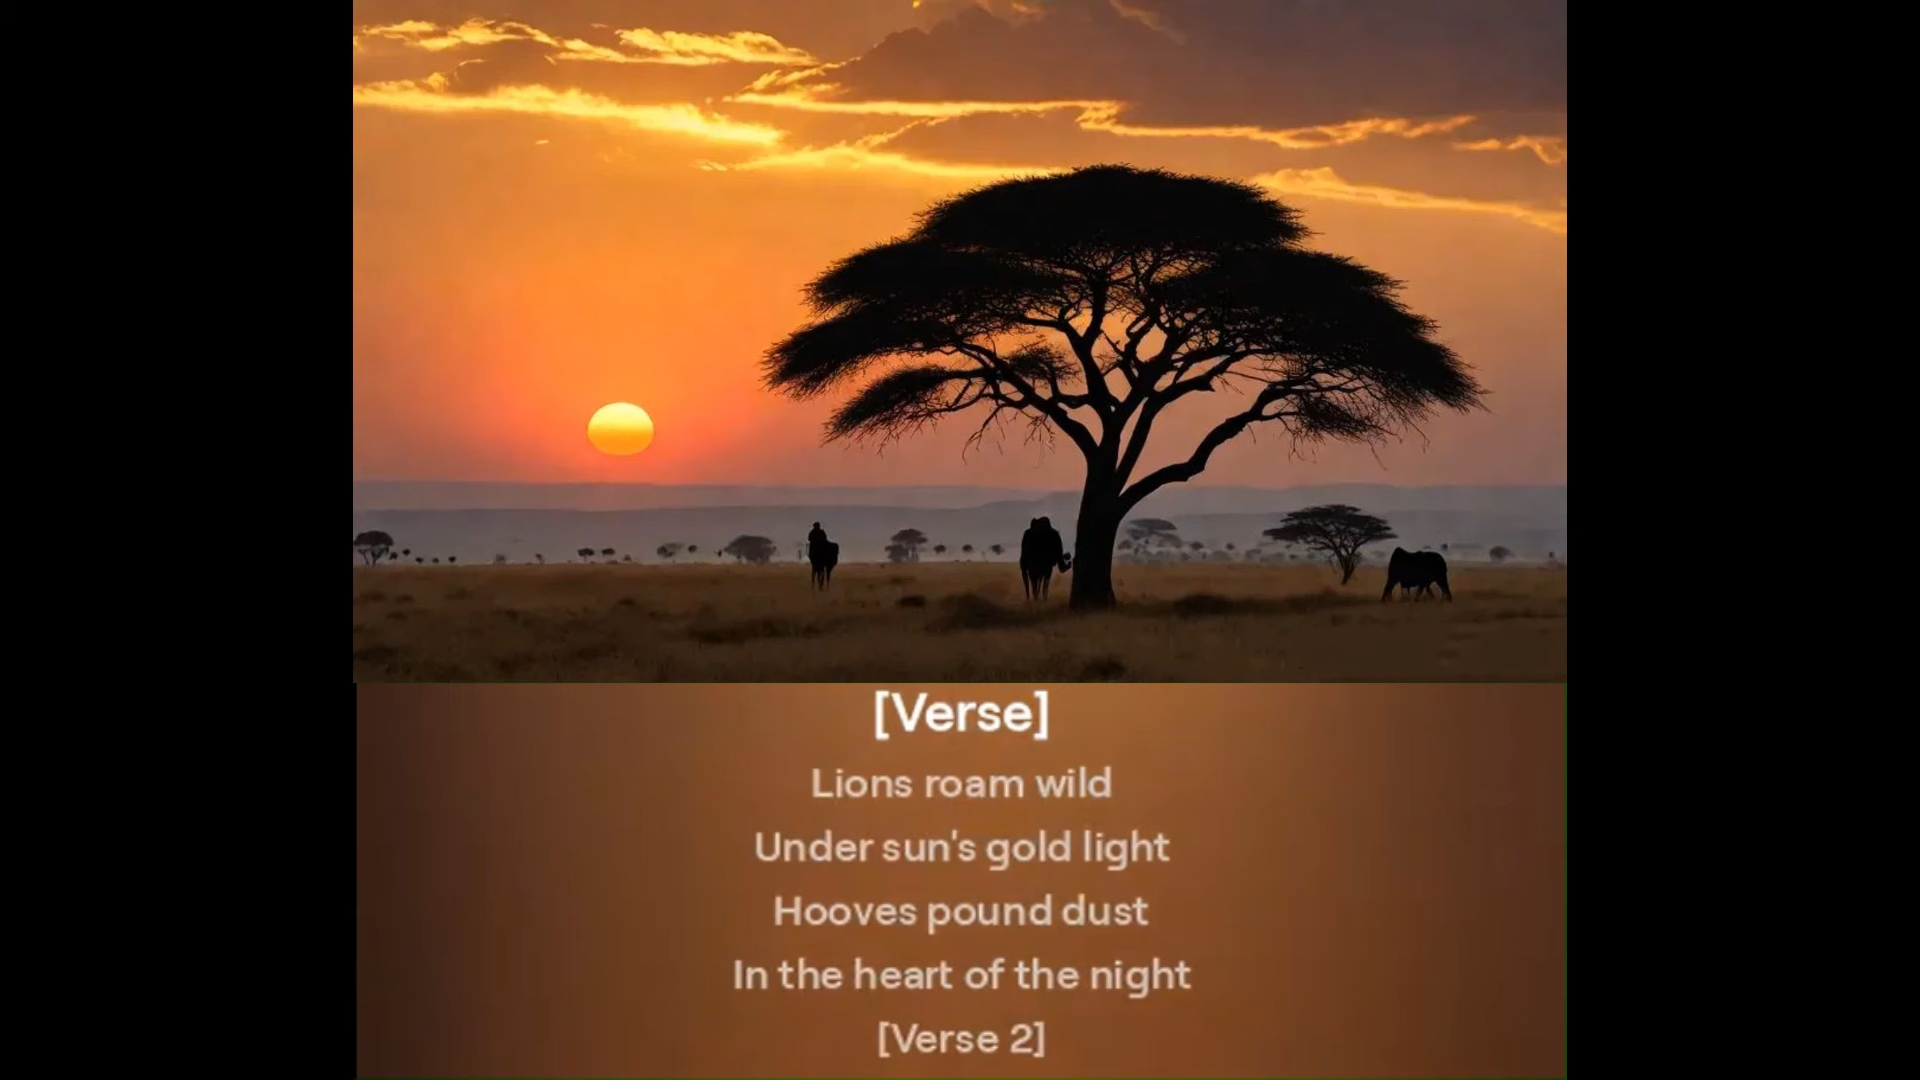 [Verse]
Lions roam wild
Under sun's gold light
Hooves pound dust
In the heart of the night
[Verse 2]